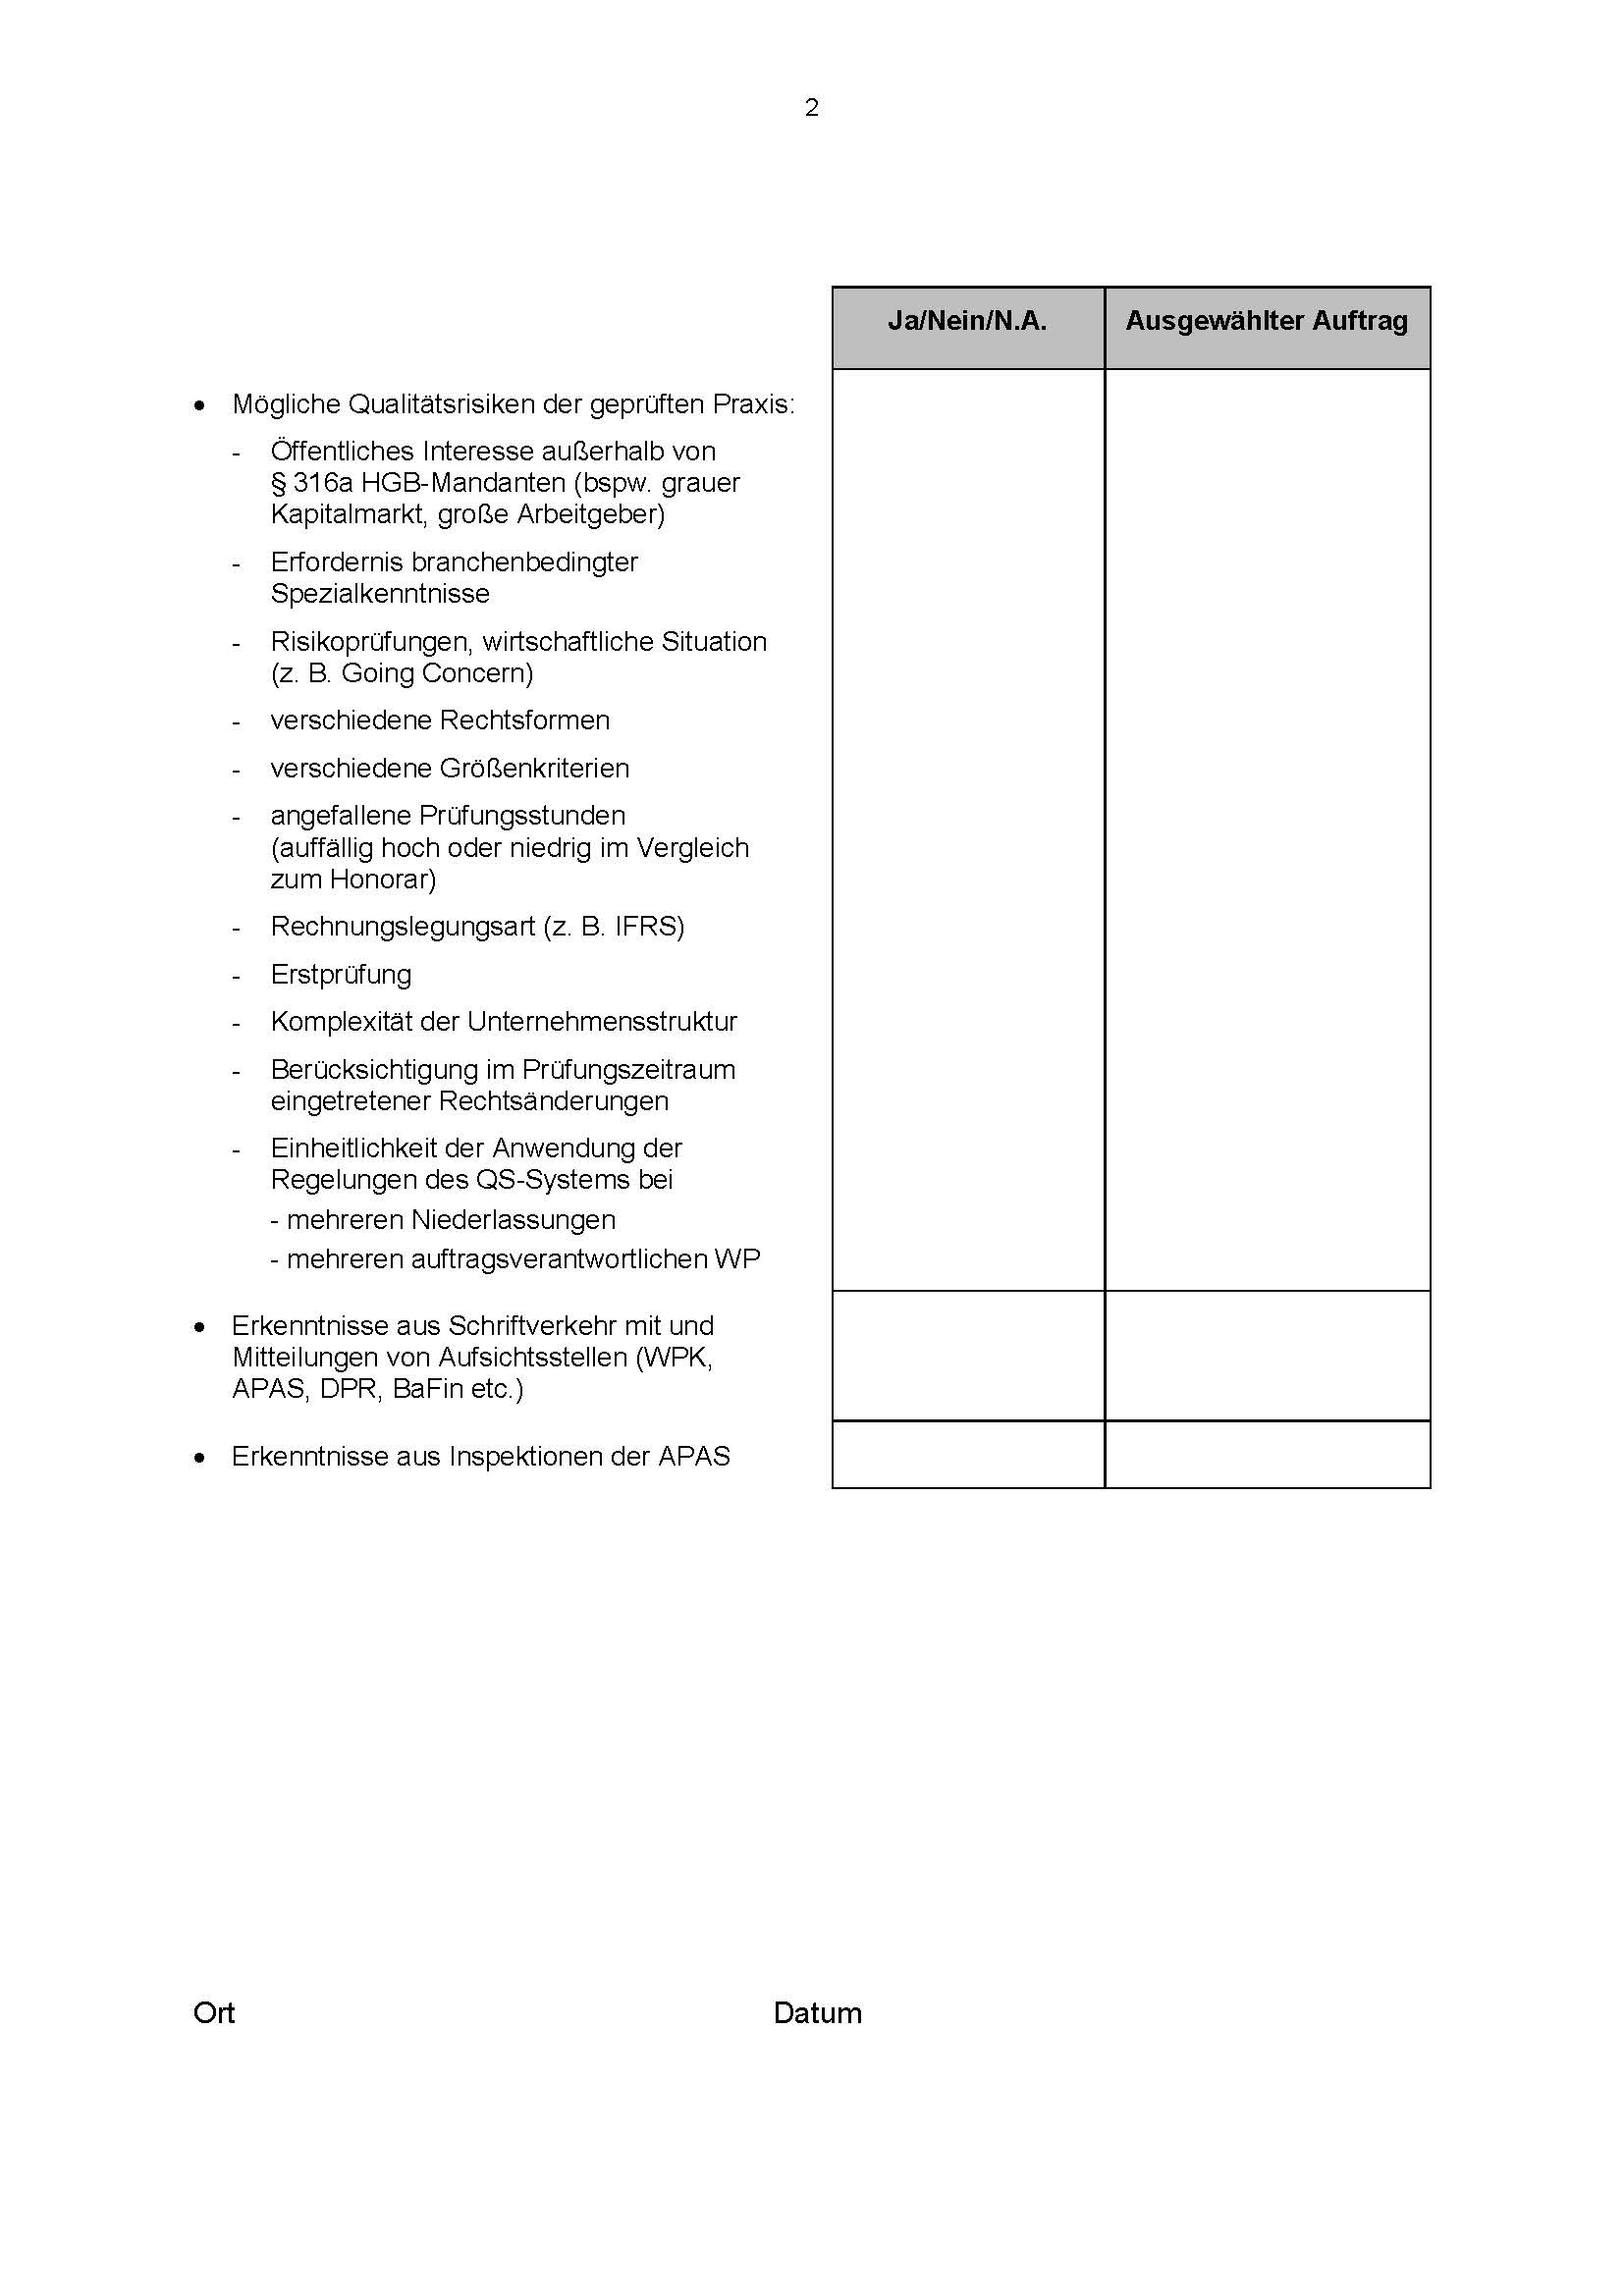 2
Ja/Nein/N.A. Ausgewählter Auftrag
• Mögliche Qualitätsrisiken der geprüften Praxis:
- Öffentliches Interesse außerhalb von
§ 316a HGB-Mandanten (bspw. grauer
Kapitalmarkt, große Arbeitgeber)
- Erfordernis branchenbedingter
Spezialkenntnisse
- Risikoprüfungen, wirtschaftliche Situation
(z. B. Going Concern)
- verschiedene Rechtsformen
- verschiedene Größenkriterien
- angefallene Prüfungsstunden
(auffällig hoch oder niedrig im Vergleich
zum Honorar)
- Rechnungslegungsart (z. B. IFRS)
- Erstprüfung
- Komplexität der Unternehmensstruktur
- Berücksichtigung im Prüfungszeitraum
eingetretener Rechtsänderungen
- Einheitlichkeit der Anwendung der
Regelungen des QS-Systems bei
- mehreren Niederlassungen
- mehreren auftragsverantwortlichen WP
• Erkenntnisse aus Schriftverkehr mit und
Mitteilungen von Aufsichtsstellen (WPK,
APAS, DPR, BaFin etc.)
• Erkenntnisse aus Inspektionen der APAS
Ort Datum